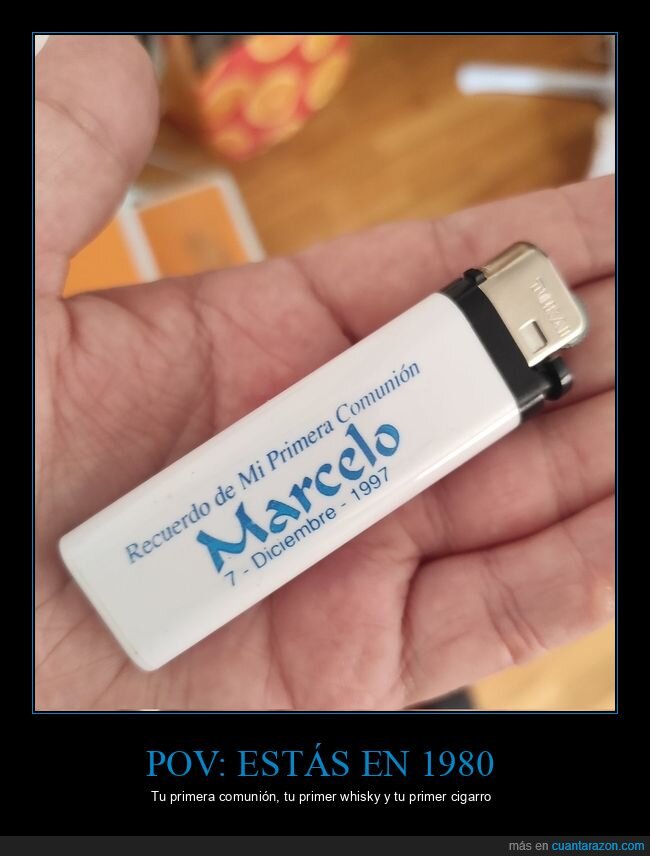 Recuerdo de Mi Primera Comunión
Marcelo
7 - Diciembre - 1997
POV: ESTÁS EN 1980
Tu primera comunión, tu primer whisky y tu primer cigarro
más en cuantarazon.com